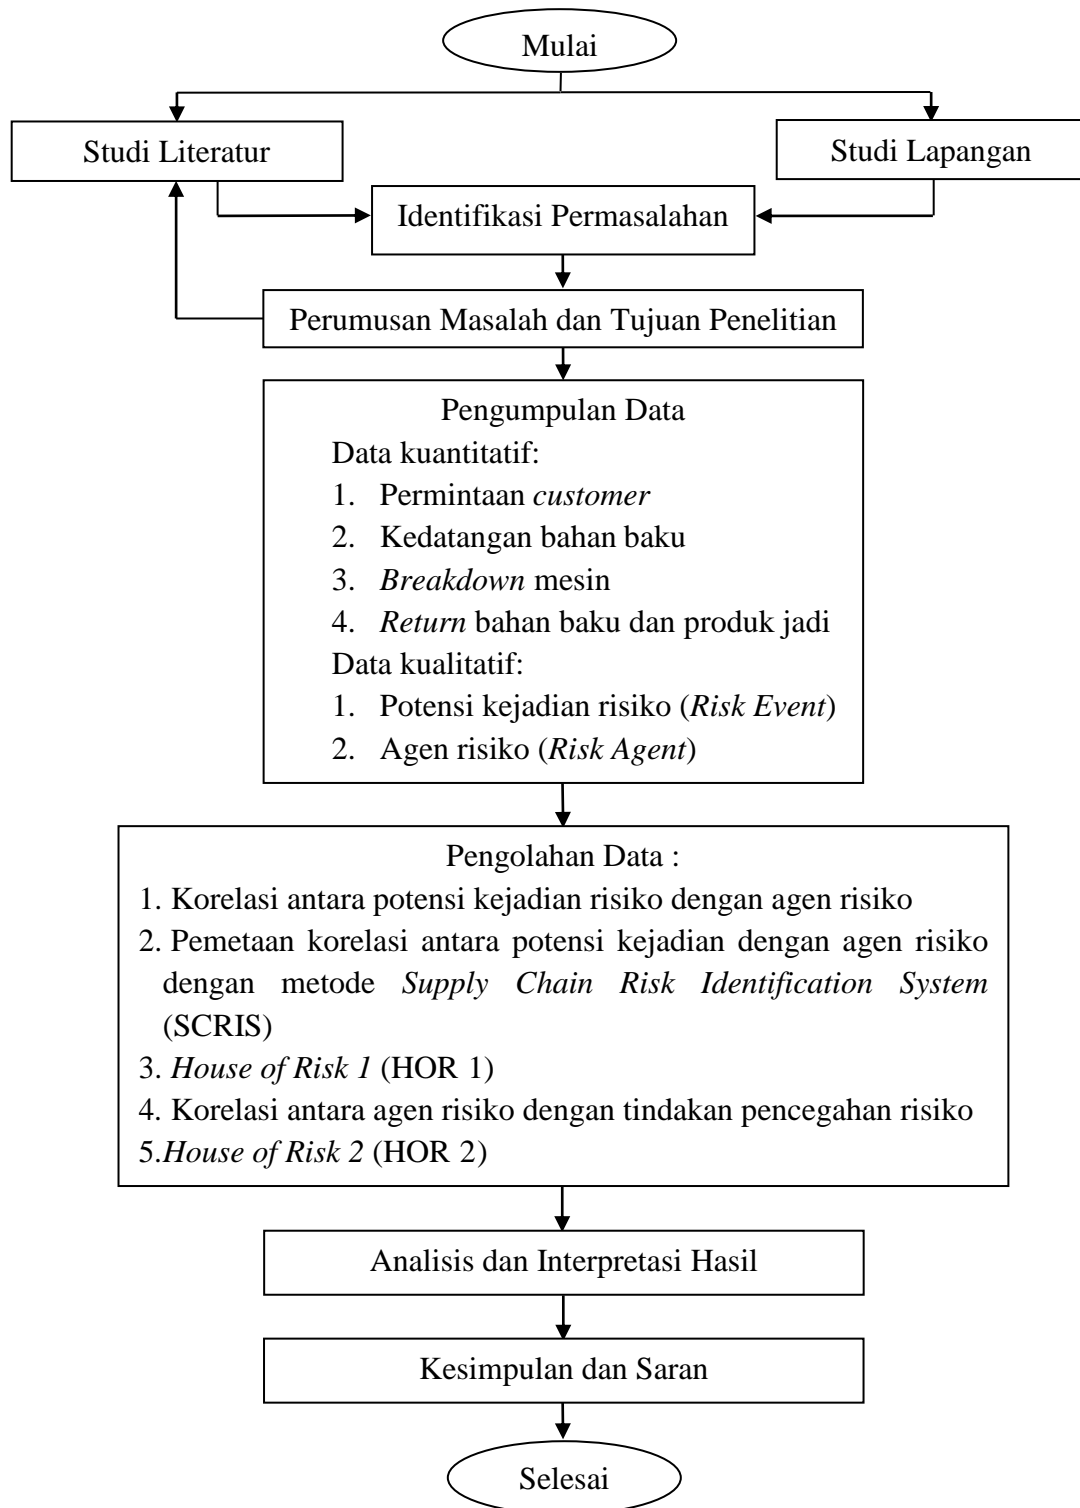 Mulai
Studi Literatur
Studi Lapangan
Identifikasi Permasalahan
Perumusan Masalah dan Tujuan Penelitian
Pengumpulan Data
Data kuantitatif:
1. Permintaan customer
2. Kedatangan bahan baku
3. Breakdown mesin
4. Return bahan baku dan produk jadi
Data kualitatif:
1. Potensi kejadian risiko (Risk Event)
2. Agen risiko (Risk Agent)
Pengolahan Data :
1. Korelasi antara potensi kejadian risiko dengan agen risiko
2. Pemetaan korelasi antara potensi kejadian dengan agen risiko
dengan metode Supply Chain Risk Identification System
(SCRIS)
3. House of Risk 1 (HOR 1)
4. Korelasi antara agen risiko dengan tindakan pencegahan risiko
5.House of Risk 2 (HOR 2)
Analisis dan Interpretasi Hasil
Kesimpulan dan Saran
Selesai